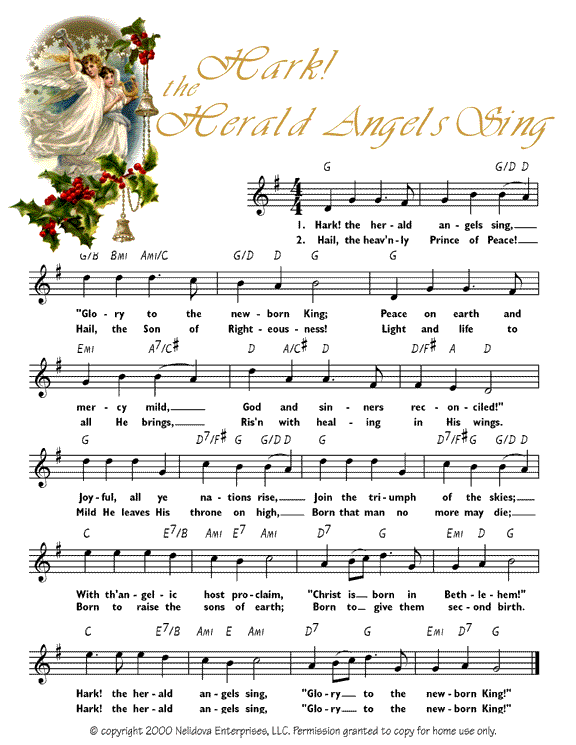 Hark!
the
Herald Angels Sing
G G/D D
4
4
1. Hark! the her - ald an - gels sing,
2. Hail, the heav'n-ly Prince of Peace!
G/B BMI AMI/C G/D D G G
"Glo - ry to the new - born King; Peace on earth and
Hail, the Son of Right - eous - ness! Light and life to
EMI A7/C# D A/C# D D/F# A D
mer - cy mild, God and sin - ners rec - on - ciled!"
all He brings, Ris'n with heal - ing in His wings.
G D7/F# G G/D D G D7/F# G G/D D
Joy - ful, all ye na - tions rise, Join the tri - umph of the skies;
Mild He leaves His throne on high, Born that man no more may die;
C E7/B AMI E7 AMI D7 G EMI D G
With th'an - gel - ic host pro - claim, "Christ is born in Beth - le - hem!"
Born to raise the sons of earth; Born to give them sec - ond birth.
C E7/B AMI E7 AMI D7 G EMI D7 G
Hark! the her - ald an - gels sing, "Glo - ry to the new - born King!"
Hark! the her - ald an - gels sing, "Glo - ry to the new - born King!"
© copyright 2000 Nelidova Enterprises, LLC. Permission granted to copy for home use only.